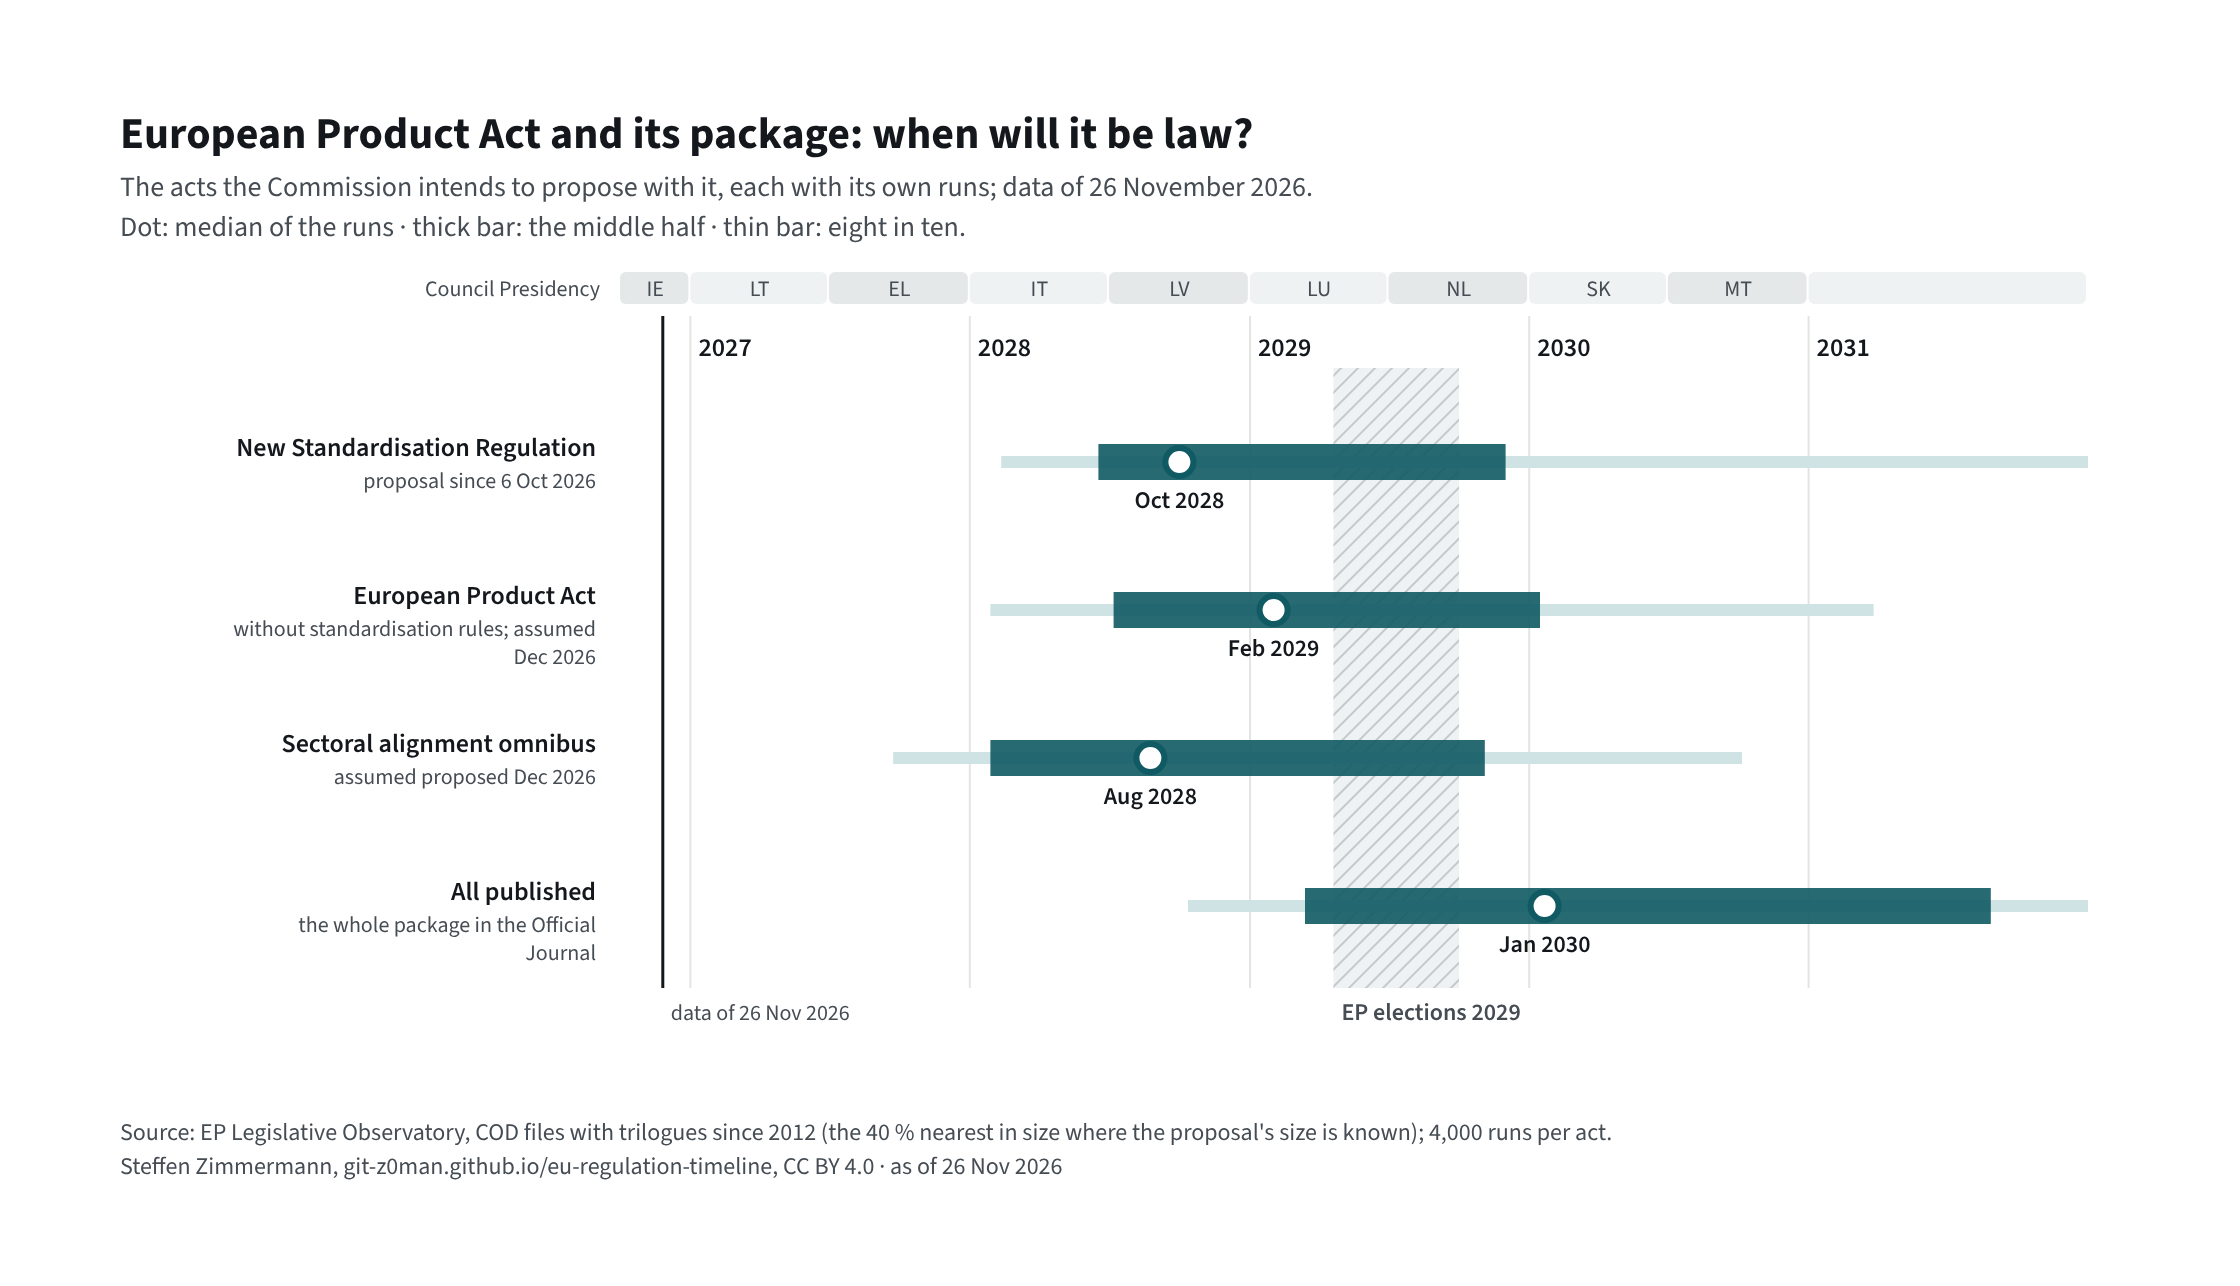 European Product Act and its package: when will it be law?
The acts the Commission intends to propose with it, each with its own runs; data of 26 November 2026.
Dot: median of the runs · thick bar: the middle half · thin bar: eight in ten.
Council Presidency IE LT EL IT LV LU NL SK MT
2027 2028 2029 2030 2031
New Standardisation Regulation
proposal since 6 Oct 2026
Oct 2028
European Product Act
without standardisation rules; assumed
Dec 2026
Feb 2029
Sectoral alignment omnibus
assumed proposed Dec 2026
Aug 2028
All published
the whole package in the Official
Journal
Jan 2030
data of 26 Nov 2026 EP elections 2029
Source: EP Legislative Observatory, COD files with trilogues since 2012 (the 40 % nearest in size where the proposal's size is known); 4,000 runs per act.
Steffen Zimmermann, git-z0man.github.io/eu-regulation-timeline, CC BY 4.0 · as of 26 Nov 2026